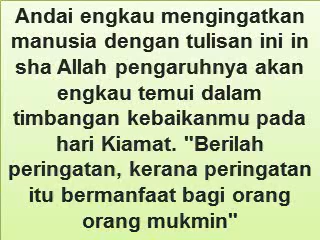 Andai engkau mengingatkan
manusia dengan tulisan ini in
sha Allah pengaruhnya akan
engkau temui dalam
timbangan kebaikanmu pada
hari Kiamat. "Berilah
peringatan, kerana peringatan
itu bermanfaat bagi orang
orang mukmin"